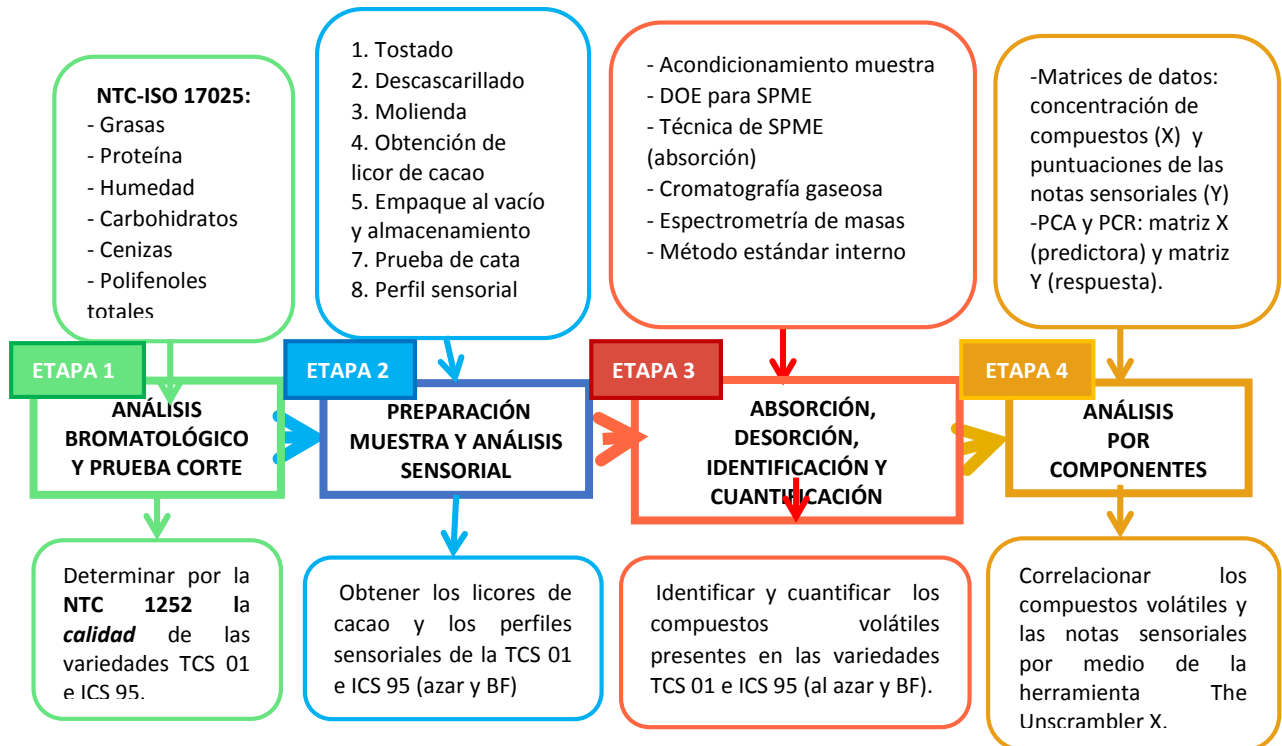 NTC-ISO 17025:
- Grasas
- Proteína
- Humedad
- Carbohidratos
- Cenizas
- Polifenoles
totales
1. Tostado
2. Descascarillado
3. Molienda
4. Obtención de
licor de cacao
5. Empaque al vacío
y almacenamiento
7. Prueba de cata
8. Perfil sensorial
- Acondicionamiento muestra
- DOE para SPME
- Técnica de SPME
(absorción)
- Cromatografía gaseosa
- Espectrometría de masas
- Método estándar interno
-Matrices de datos:
concentración de
compuestos (X) y
puntuaciones de las
notas sensoriales (Y)
-PCA y PCR: matriz X
(predictora) y matriz
Y (respuesta).
ETAPA 1
ANÁLISIS
BROMATOLÓGICO
Y PRUEBA CORTE
ETAPA 2
PREPARACIÓN
MUESTRA Y ANÁLISIS
SENSORIAL
ETAPA 3
ABSORCIÓN,
DESORCIÓN,
IDENTIFICACIÓN Y
CUANTIFICACIÓN
ETAPA 4
ANÁLISIS
POR
COMPONENTES
Determinar por la
NTC 1252 la
calidad de las
variedades TCS 01
e ICS 95.
Obtener los licores de
cacao y los perfiles
sensoriales de la TCS 01
e ICS 95 (azar y BF)
Identificar y cuantificar los
compuestos volátiles
presentes en las variedades
TCS 01 e ICS 95 (al azar y BF).
Correlacionar los
compuestos volátiles y
las notas sensoriales
por medio de la
herramienta The
Unscrambler X.